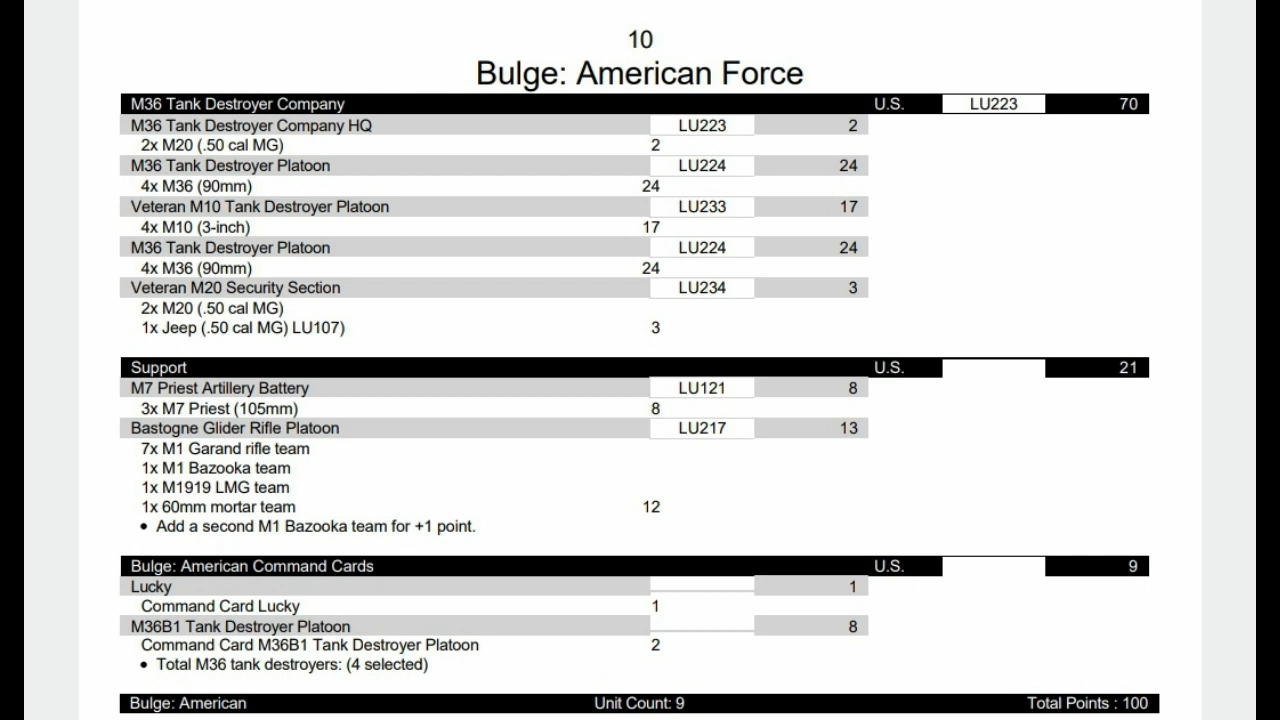 10
Bulge: American Force
M36 Tank Destroyer Company U.S. LU223 70
M36 Tank Destroyer Company HQ LU223 2
2x M20 (.50 cal MG) 2
M36 Tank Destroyer Platoon LU224 24
4x M36 (90mm) 24
Veteran M10 Tank Destroyer Platoon LU233 17
4x M10 (3-inch) 17
M36 Tank Destroyer Platoon LU224 24
4x M36 (90mm) 24
Veteran M20 Security Section LU234 3
2x M20 (.50 cal MG)
1x Jeep (.50 cal MG) LU107) 3
Support U.S. 21
M7 Priest Artillery Battery LU121 8
3x M7 Priest (105mm) 8
Bastogne Glider Rifle Platoon LU217 13
7x M1 Garand rifle team
1x M1 Bazooka team
1x M1919 LMG team
1x 60mm mortar team 12
• Add a second M1 Bazooka team for +1 point.
Bulge: American Command Cards U.S. 9
Lucky 1
Command Card Lucky 1
M36B1 Tank Destroyer Platoon 8
Command Card M36B1 Tank Destroyer Platoon 2
• Total M36 tank destroyers: (4 selected)
Bulge: American Unit Count: 9 Total Points : 100